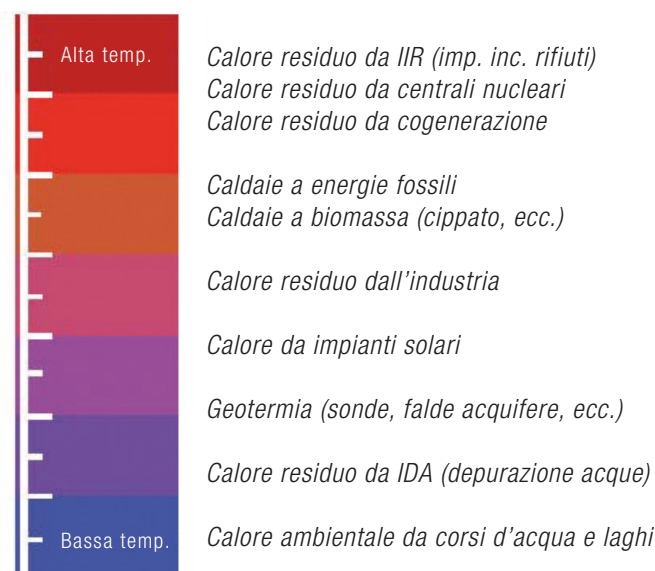 Alta temp.
Calore residuo da IIR (imp. inc. rifiuti)
Calore residuo da centrali nucleari
Calore residuo da cogenerazione
Caldaie a energie fossili
Caldaie a biomassa (cippato, ecc.)
Calore residuo dall'industria
Calore da impianti solari
Geotermia (sonde, falde acquifere, ecc.)
Calore residuo da IDA (depurazione acque)
Bassa temp.
Calore ambientale da corsi d'acqua e laghi